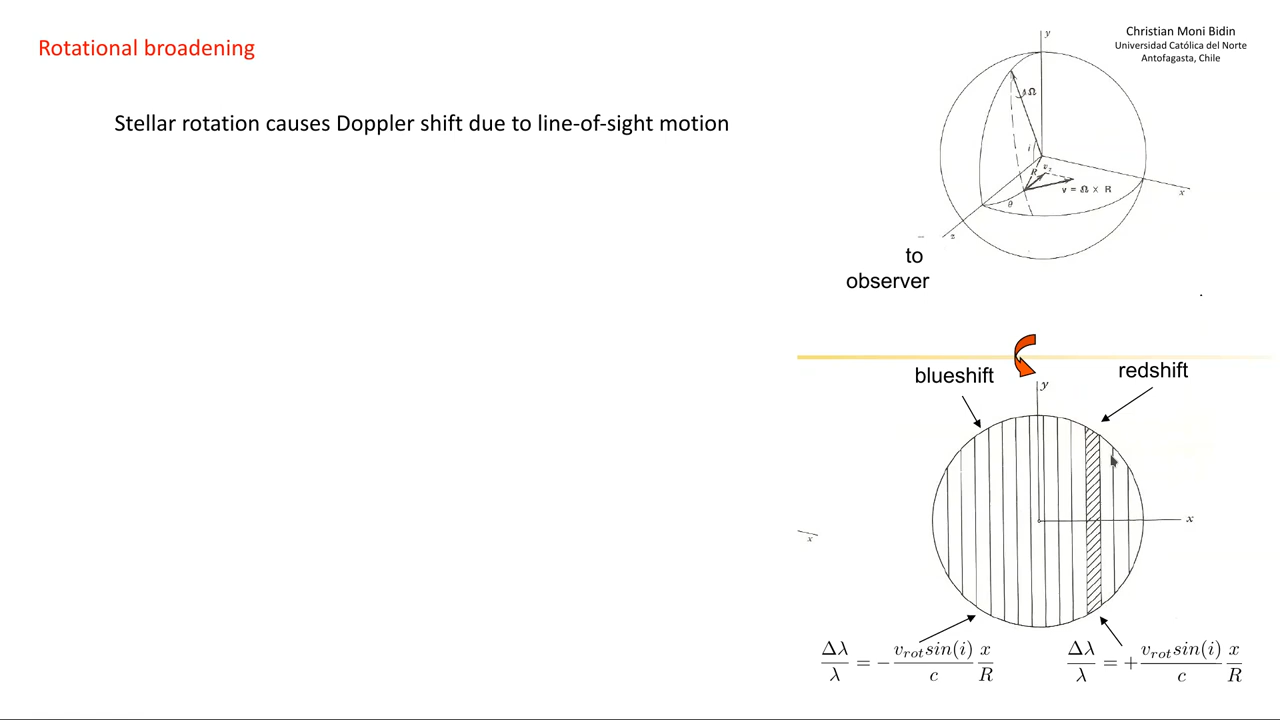 Rotational broadening
Christian Moni Bidin
Universidad Católica del Norte
Antofagasta, Chile
Stellar rotation causes Doppler shift due to line-of-sight motion
y
Ω
i
R
v_z
v = Ω × R
θ
x
z
to
observer
blueshift
redshift
y
x
x
Δλ/λ = − v_rot sin(i)/c x/R
Δλ/λ = + v_rot sin(i)/c x/R